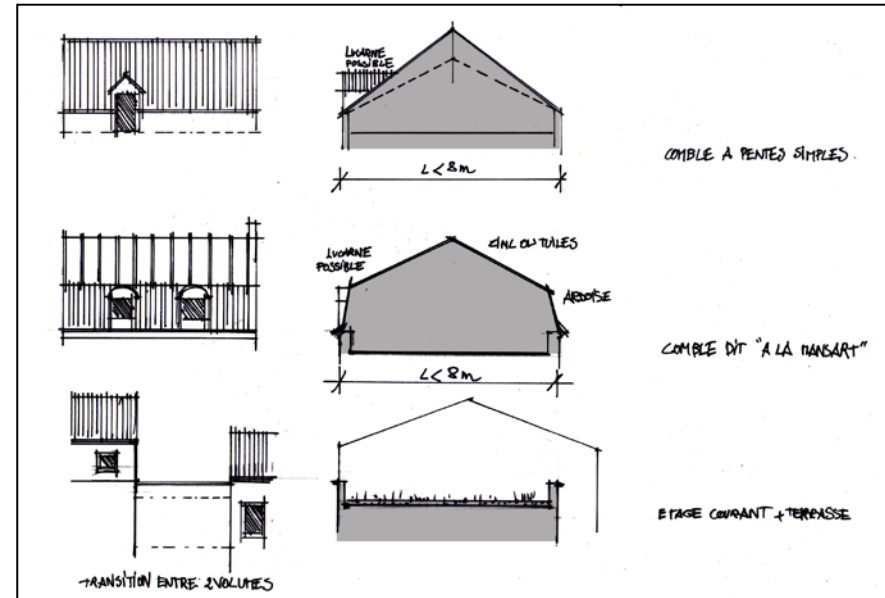 LUCARNE
POSSIBLE
L < 8m
COMBLE A PENTES SIMPLES.
LUCARNE
POSSIBLE
ZINC OU TUILES
ARDOISE
L < 8m
COMBLE DIT "A LA MANSART"
ETAGE COURANT + TERRASSE
TRANSITION ENTRE 2 VOLUMES